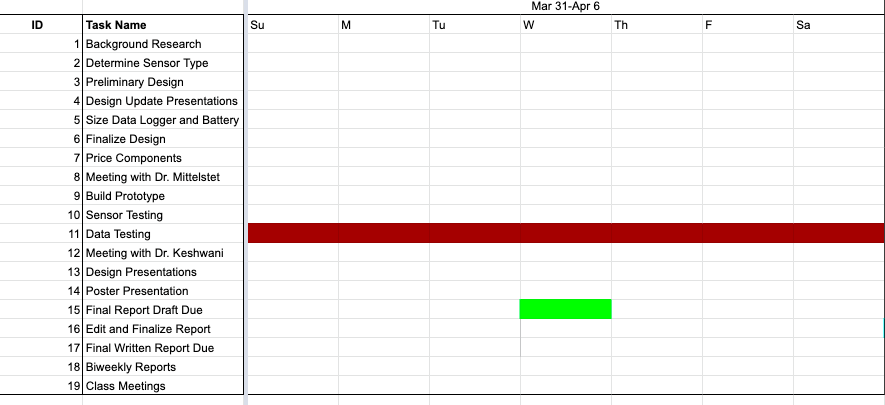 Mar 31-Apr 6
ID Task Name Su M Tu W Th F Sa
1 Background Research
2 Determine Sensor Type
3 Preliminary Design
4 Design Update Presentations
5 Size Data Logger and Battery
6 Finalize Design
7 Price Components
8 Meeting with Dr. Mittelstet
9 Build Prototype
10 Sensor Testing
11 Data Testing
12 Meeting with Dr. Keshwani
13 Design Presentations
14 Poster Presentation
15 Final Report Draft Due
16 Edit and Finalize Report
17 Final Written Report Due
18 Biweekly Reports
19 Class Meetings